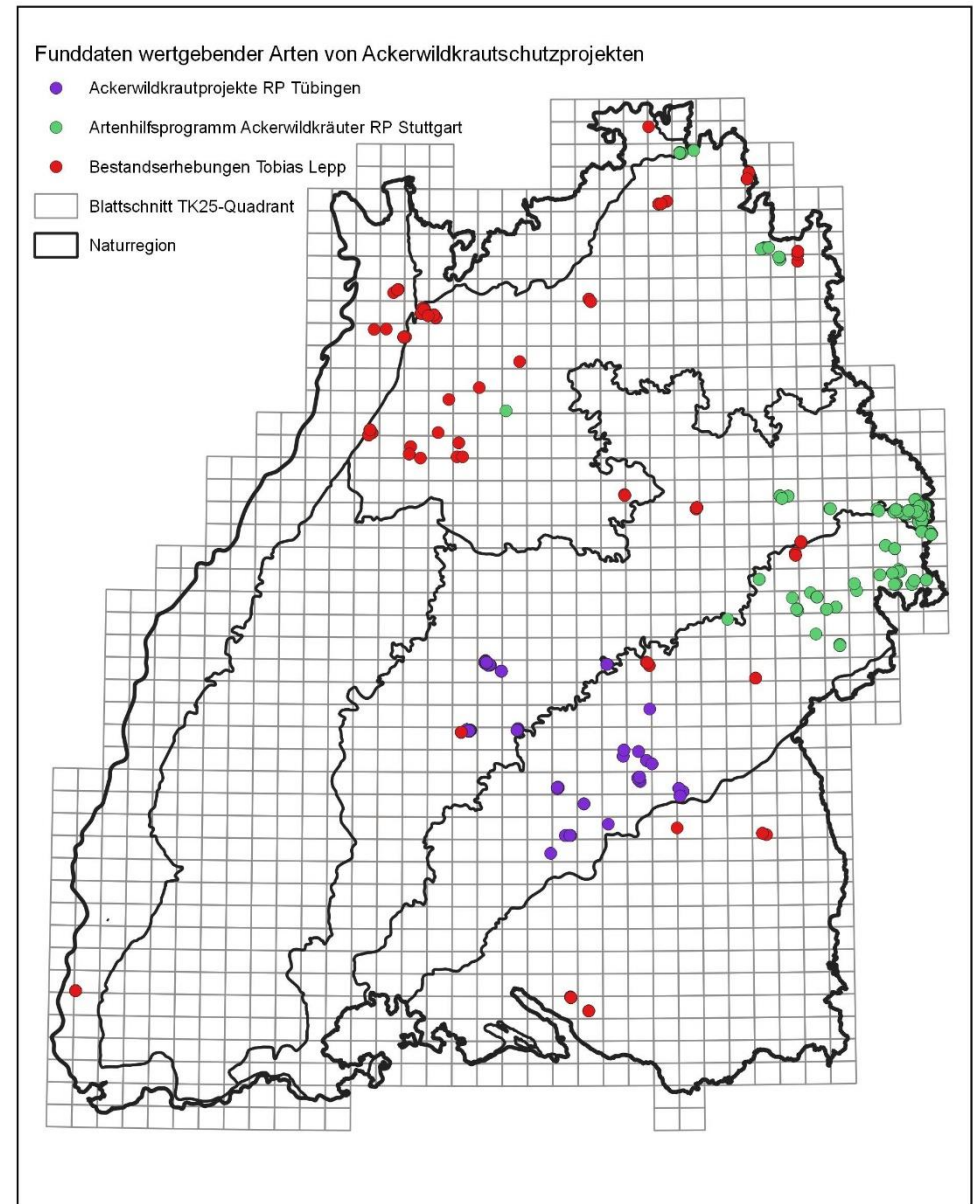 Funddaten wertgebender Arten von Ackerwildkrautschutzprojekten
Ackerwildkrautprojekte RP Tübingen
Artenhilfsprogramm Ackerwildkräuter RP Stuttgart
Bestandserhebungen Tobias Lepp
Blattschnitt TK25-Quadrant
Naturregion